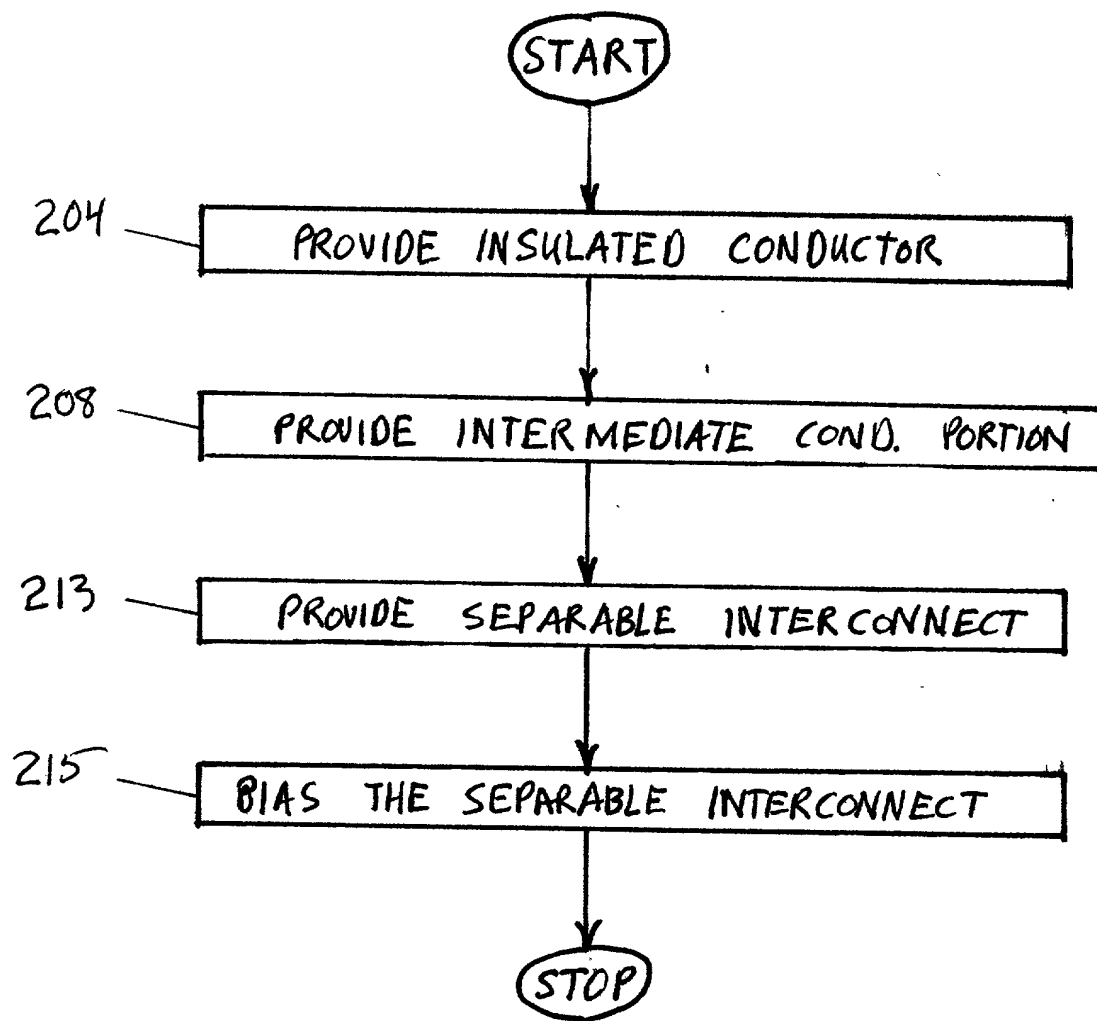 START
204
PROVIDE INSULATED CONDUCTOR
208
PROVIDE INTERMEDIATE COND. PORTION
213
PROVIDE SEPARABLE INTERCONNECT
215
BIAS THE SEPARABLE INTERCONNECT
STOP